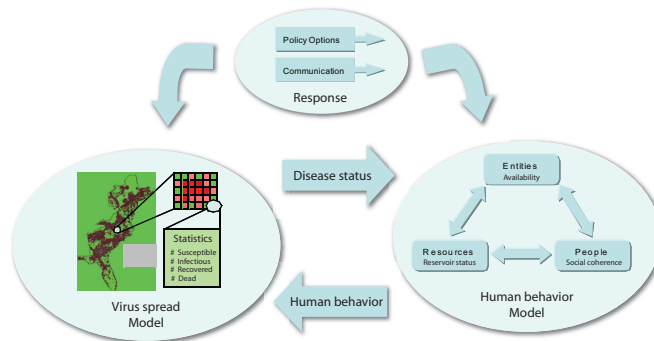 Policy Options
Communication
Response
Disease status
Entities
Availability
Resources
Reservoir status
People
Social coherence
Human behavior
Model
Statistics
# Susceptible
# Infectious
# Recovered
# Dead
Virus spread
Model
Human behavior